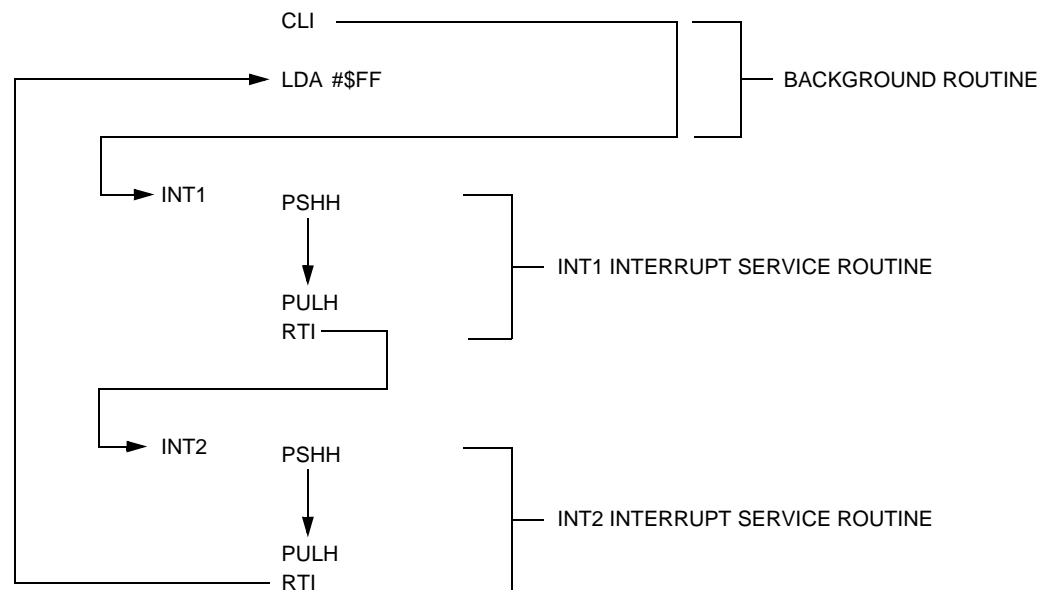 CLI
LDA #$FF
BACKGROUND ROUTINE
INT1
PSHH
INT1 INTERRUPT SERVICE ROUTINE
PULH
RTI
INT2
PSHH
INT2 INTERRUPT SERVICE ROUTINE
PULH
RTI